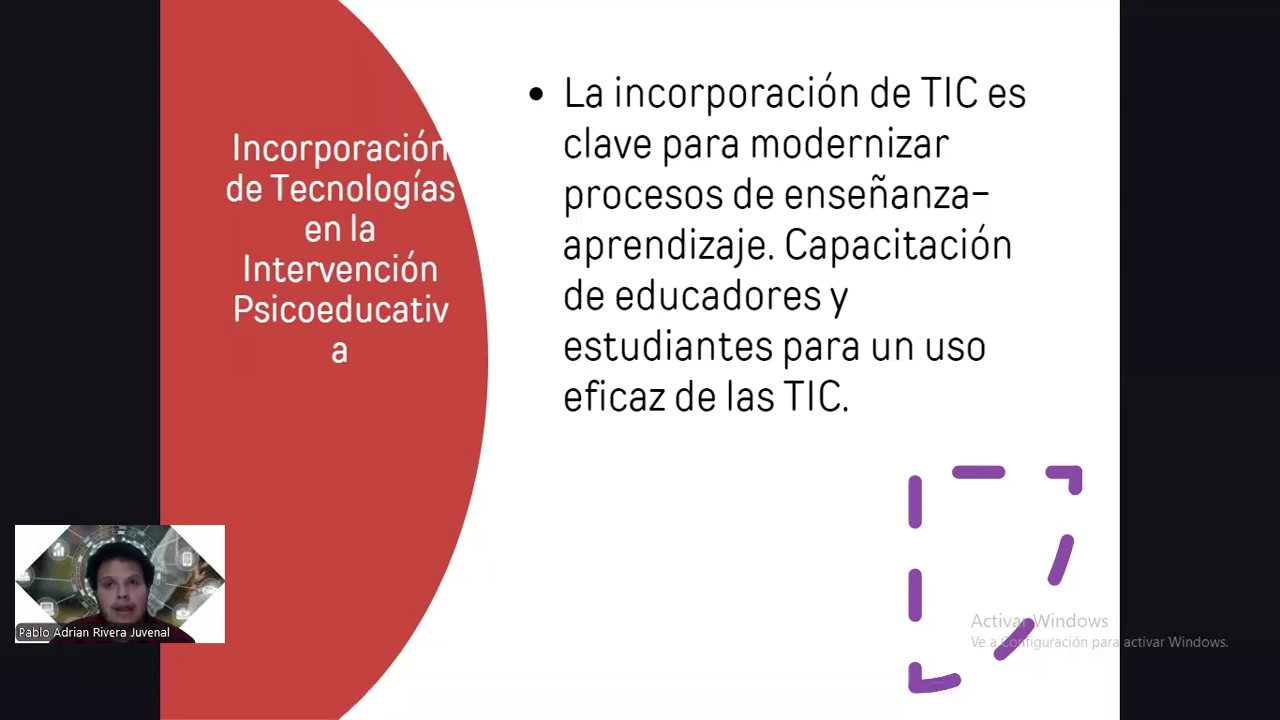 Incorporación
de Tecnologías
en la
Intervención
Psicoeducativ
a
• La incorporación de TIC es
clave para modernizar
procesos de enseñanza-
aprendizaje. Capacitación
de educadores y
estudiantes para un uso
eficaz de las TIC.
Pablo Adrian Rivera Juvenal
Activar Windows
Ve a Configuración para activar Windows.